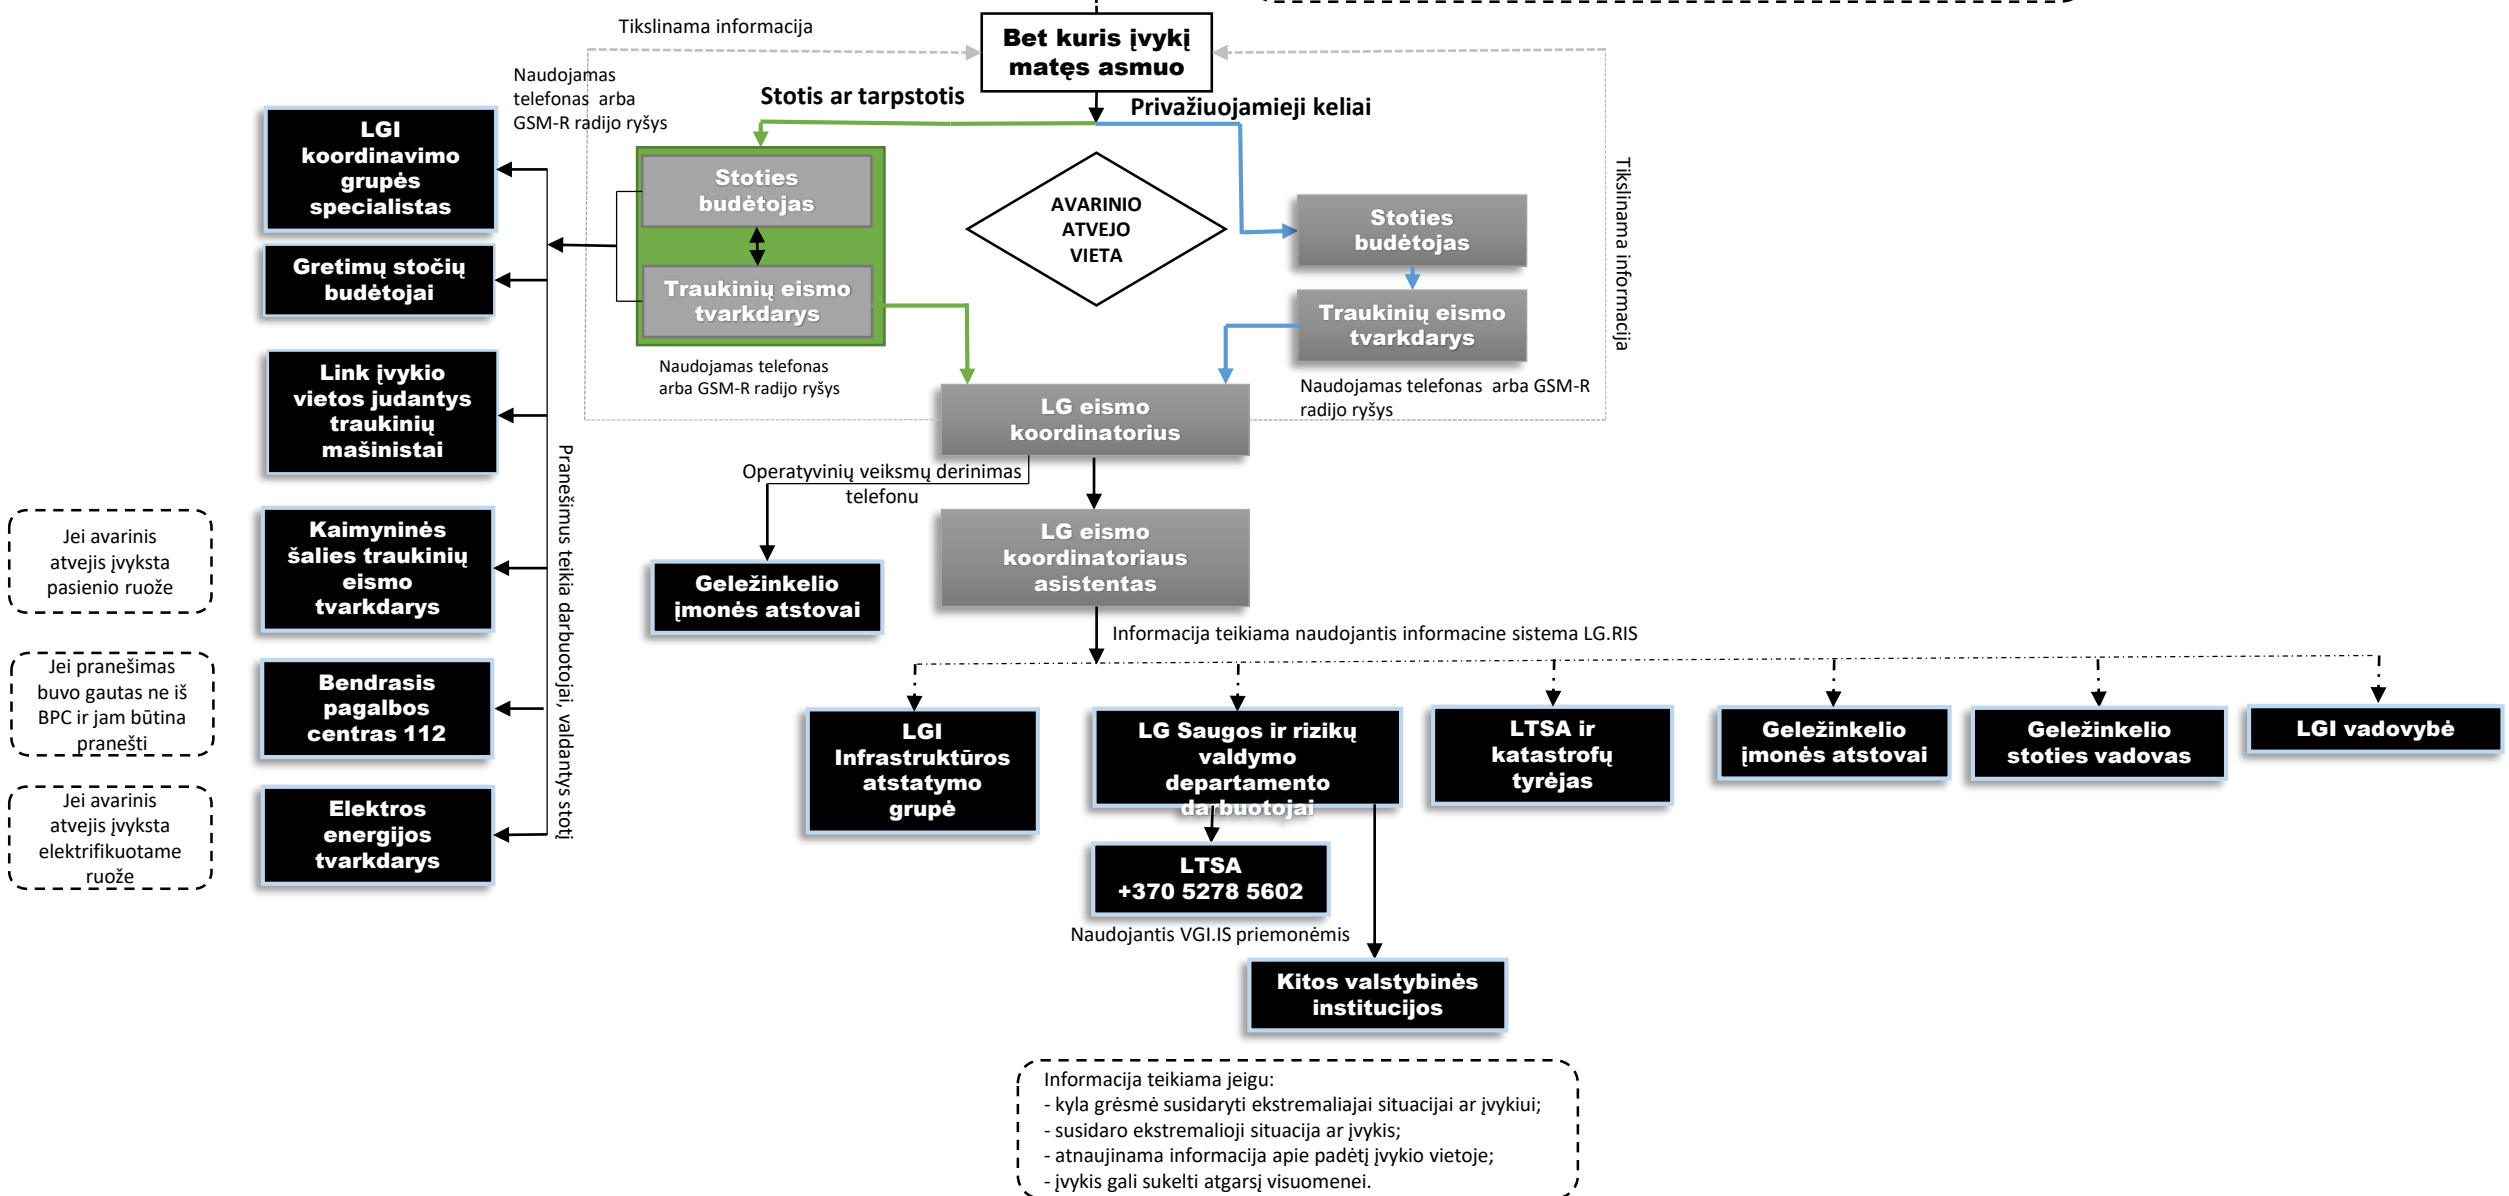 Tikslinama informacija
Bet kuris įvykį
matęs asmuo
Naudojamas
telefonas arba
GSM-R radijo ryšys
Stotis ar tarpstotis
Privažiuojamieji keliai
LGI
koordinavimo
grupės
specialistas
Stoties
budėtojas
AVARINIO
ATVEJO
VIETA
Stoties
budėtojas
Tikslinama informacija
Gretimų stočių
budėtojai
Traukinių eismo
tvarkdarys
Traukinių eismo
tvarkdarys
Naudojamas telefonas
arba GSM-R radijo ryšys
Naudojamas telefonas arba GSM-R
radijo ryšys
Link įvykio
vietos judantys
traukinių
mašinistai
LG eismo
koordinatorius
Pranešimus teikia darbuotojai, valdantys stotį
Operatyvinių veiksmų derinimas
telefonu
Jei avarinis
atvejis įvyksta
pasienio ruože
Kaimyninės
šalies traukinių
eismo
tvarkdarys
LG eismo
koordinatoriaus
asistentas
Geležinkelio
įmonės atstovai
Informacija teikiama naudojantis informacine sistema LG.RIS
Jei pranešimas
buvo gautas ne iš
BPC ir jam būtina
pranešti
Bendrasis
pagalbos
centras 112
LGI
Infrastruktūros
atstatymo
grupė
LG Saugos ir rizikų
valdymo
departamento
darbuotojai
LTSA ir
katastrofų
tyrėjas
Geležinkelio
įmonės atstovai
Geležinkelio
stoties vadovas
LGI vadovybė
Jei avarinis
atvejis įvyksta
elektrifikuotame
ruože
Elektros
energijos
tvarkdarys
LTSA
+370 5278 5602
Naudojantis VGI.IS priemonėmis
Kitos valstybinės
institucijos
Informacija teikiama jeigu:
- kyla grėsmė susidaryti ekstremaliajai situacijai ar įvykiui;
- susidaro ekstremalioji situacija ar įvykis;
- atnaujinama informacija apie padėtį įvykio vietoje;
- įvykis gali sukelti atgarsį visuomenei.